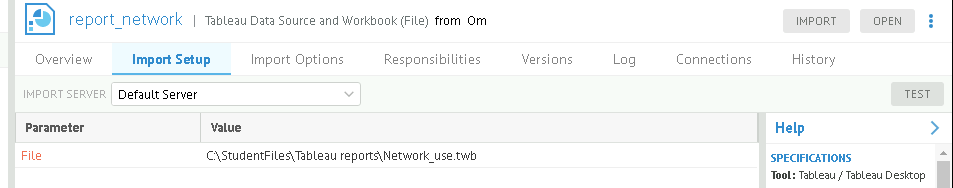 report_network | Tableau Data Source and Workbook (File) from Om IMPORT OPEN
Overview Import Setup Import Options Responsibilities Versions Log Connections History
IMPORT SERVER Default Server TEST
Parameter Value Help
File C:\StudentFiles\Tableau reports\Network_use.twb
SPECIFICATIONS
Tool: Tableau / Tableau Desktop